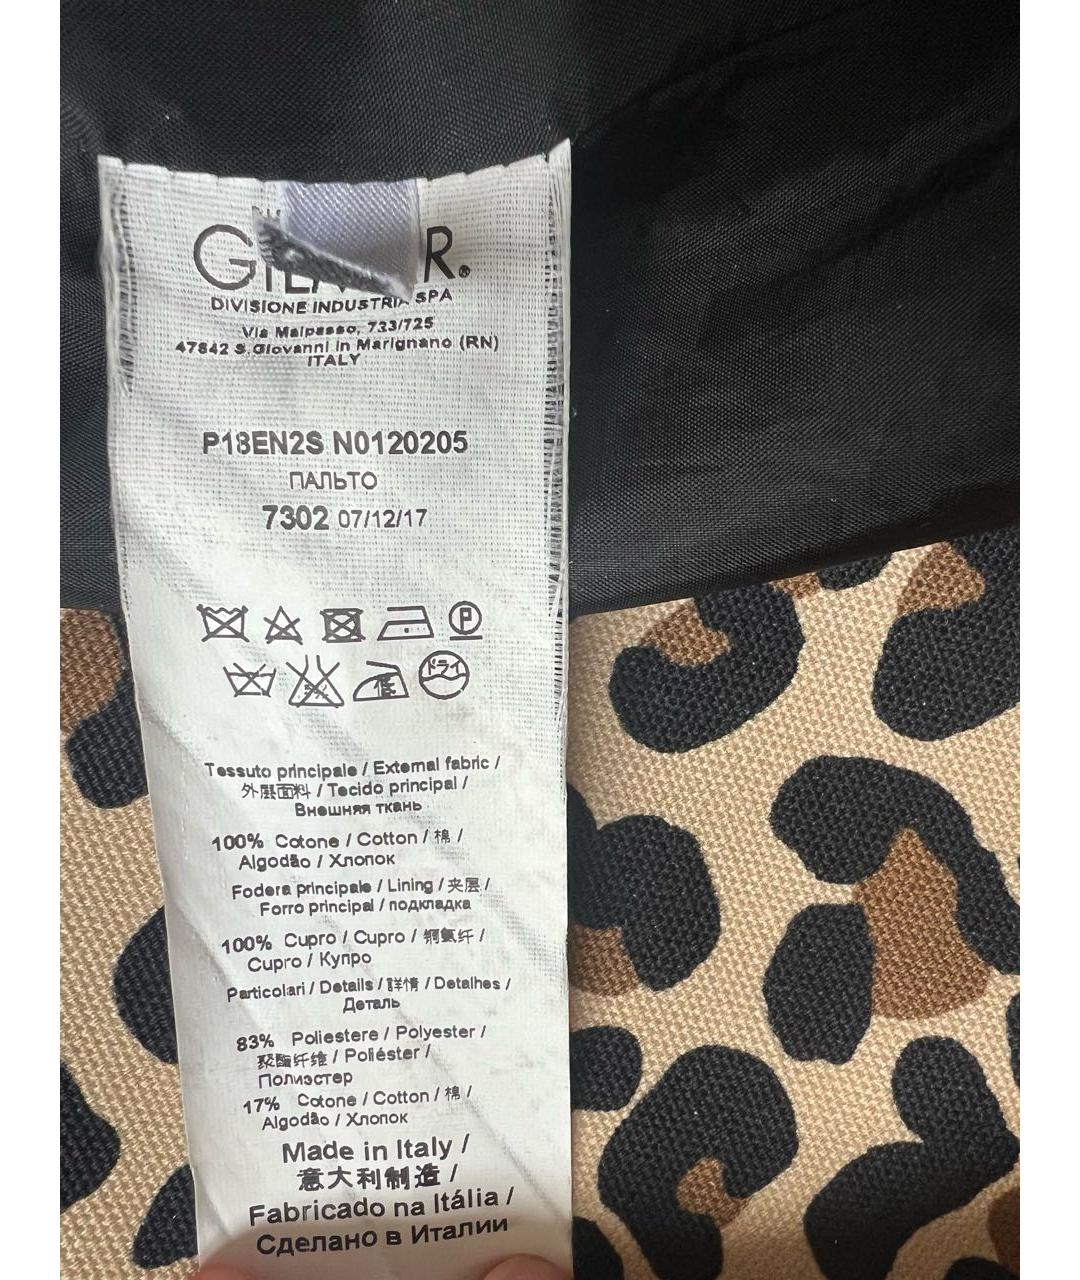 DIVISIONE INDUSTRIA SPA
Via Malpasso, 733/725
47842 S.Giovanni in Marignano (RN)
ITALY
P18EN2S N0120205
ПАЛЬТО
7302 07/12/17
P
低 ドライ
Tessuto principale / External fabric /
外层面料 / Tecido principal /
Внешняя ткань
100% Cotone / Cotton / 棉 /
Algodão / Хлопок
Fodera principale / Lining / 夹层 /
Forro principal / подкладка
100% Cupro / Cupro / 铜氨纤 /
Cupro / Купро
Particolari / Details / 詳情 / Detalhes /
Деталь
83% Poliestere / Polyester /
聚酯纤维 / Poliéster /
Полиэстер
17% Cotone / Cotton / 棉 /
Algodão / Хлопок
Made in Italy /
意大利制造 /
Fabricado na Itália /
Сделано в Италии